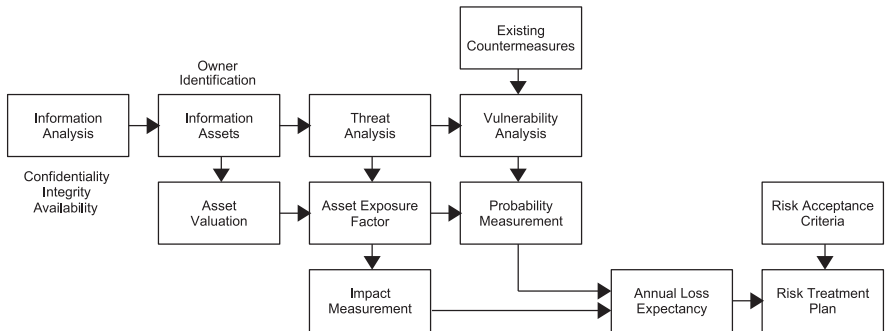 Existing
Countermeasures
Owner
Identification
Information
Analysis
Information
Assets
Threat
Analysis
Vulnerability
Analysis
Confidentiality
Integrity
Availability
Asset
Valuation
Asset Exposure
Factor
Probability
Measurement
Risk Acceptance
Criteria
Impact
Measurement
Annual Loss
Expectancy
Risk Treatment
Plan